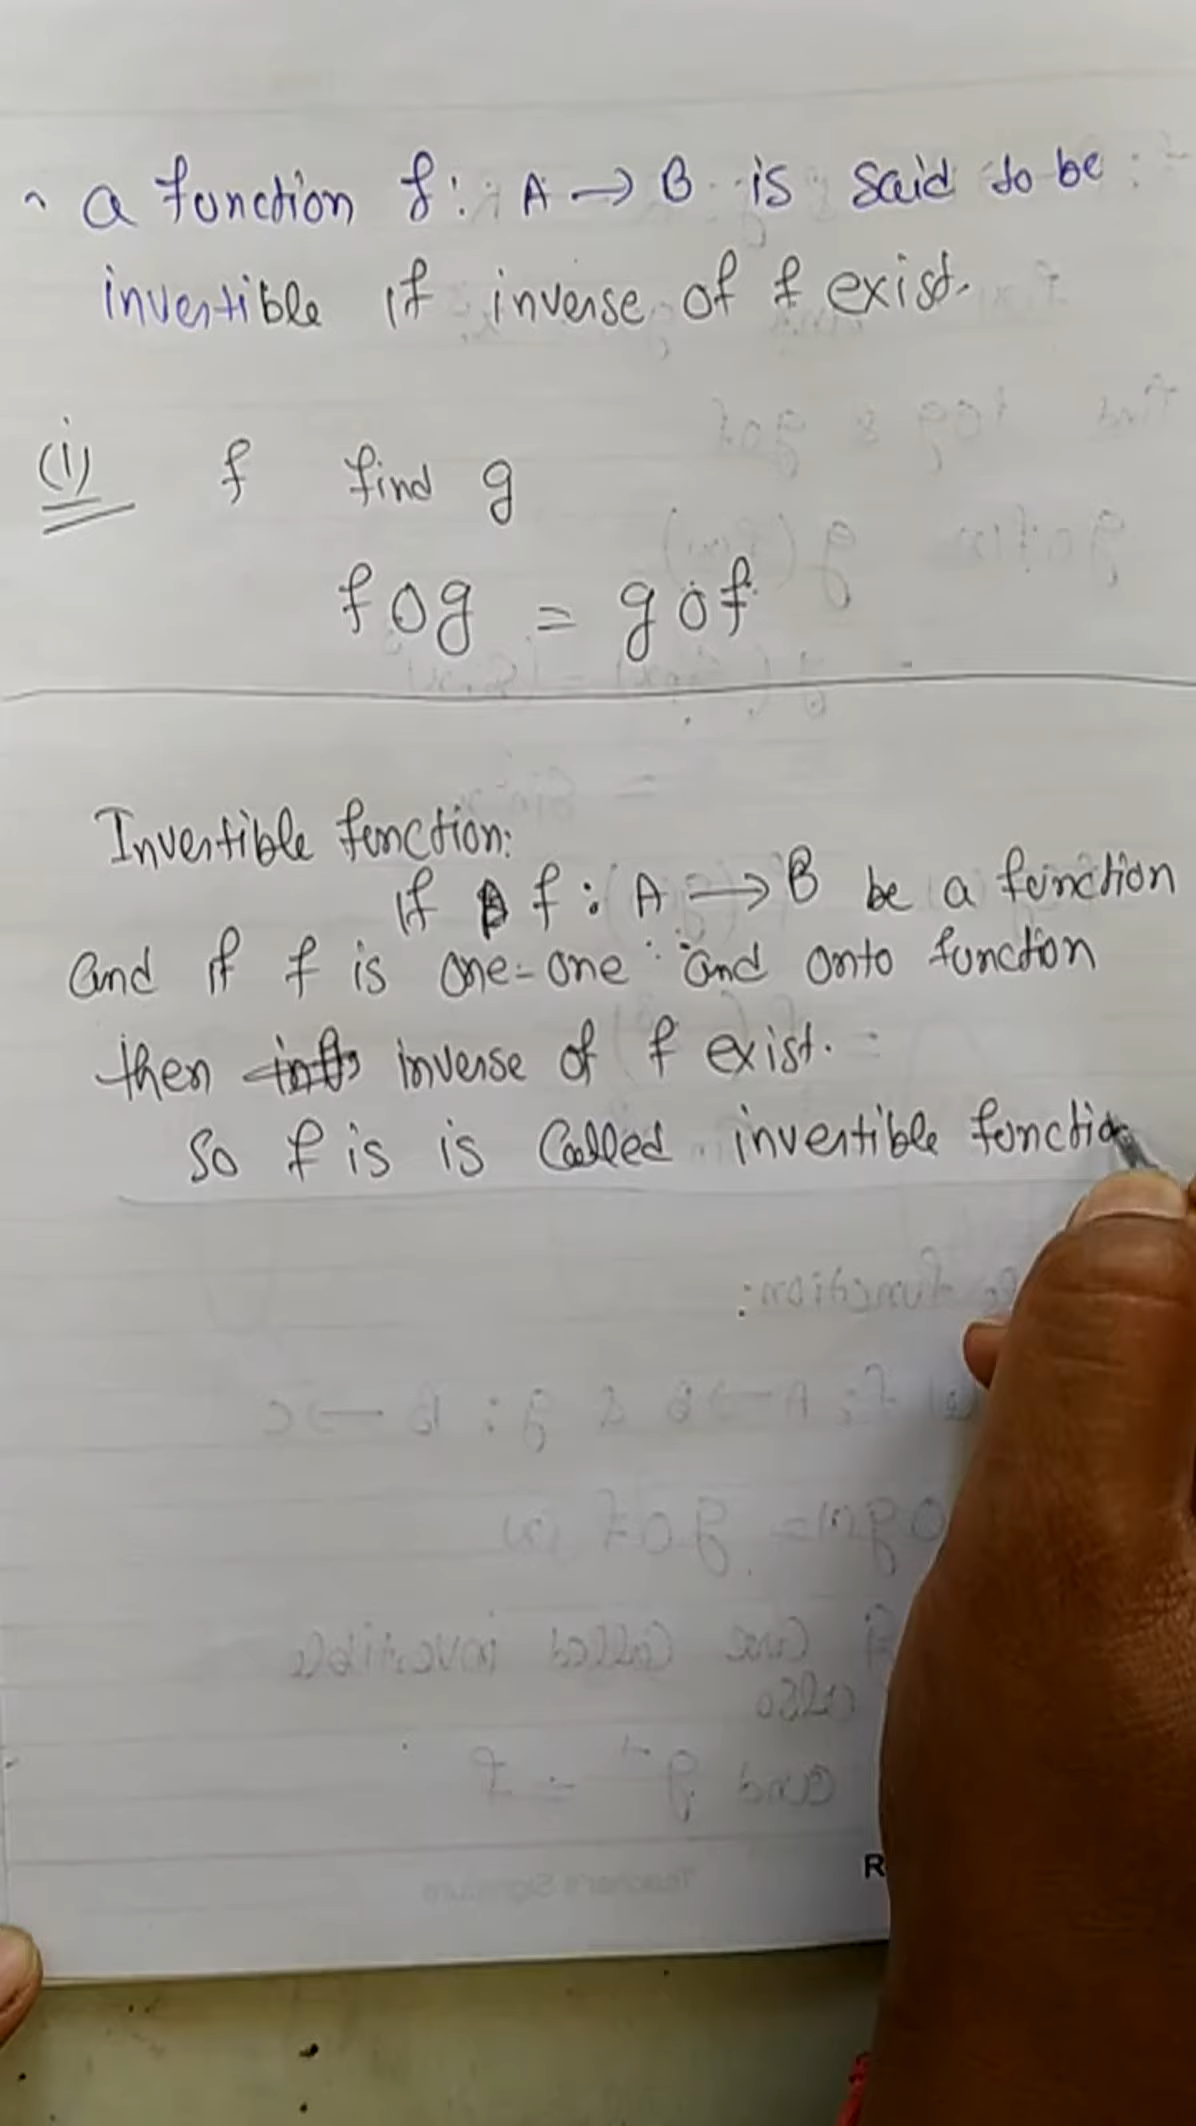 a function f: A → B is said to be
invertible if inverse of f exist.
(i) f find g
fog = gof
Invertible function:
If f : A → B be a function
and if f is one-one and onto function
then inverse of f exist.
So f is is Called invertible functio
R